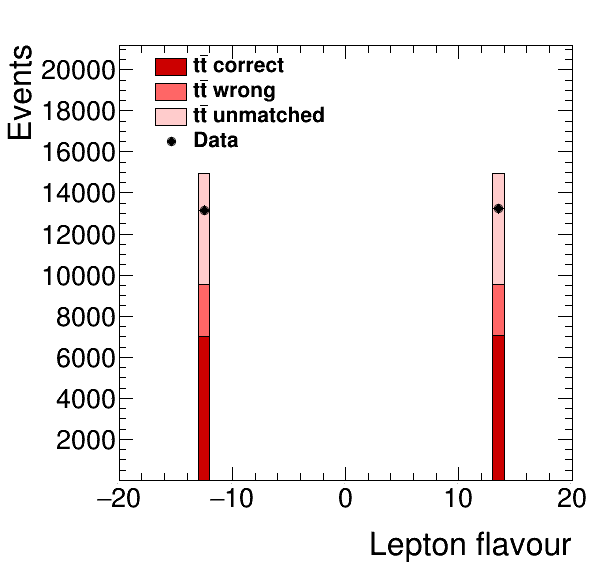 Events
20000
18000
16000
14000
12000
10000
8000
6000
4000
2000
tt̄ correct
tt̄ wrong
tt̄ unmatched
Data
−20 −10 0 10 20
Lepton flavour